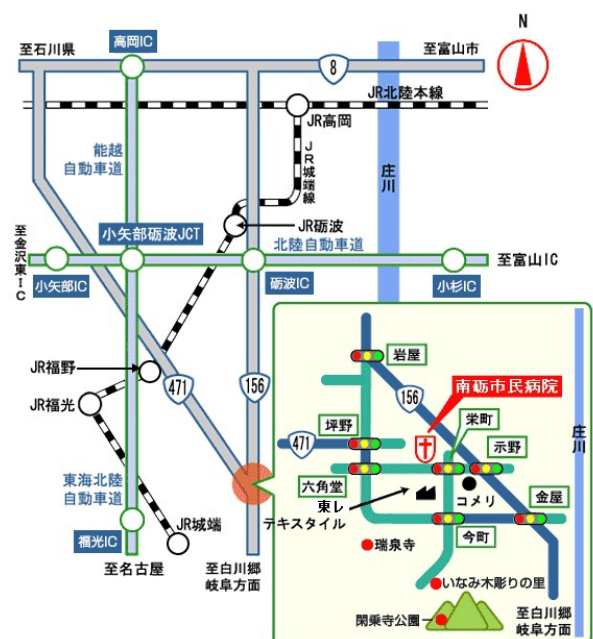 N
至石川県
高岡IC
8
至富山市
JR北陸本線
JR高岡
能越
自動車道
JR城端線
庄川
至金沢東IC
小矢部砺波JCT
JR砺波
北陸自動車道
至富山IC
小矢部IC
砺波IC
小杉IC
JR福野
471
156
JR福光
東海北陸
自動車道
JR城端
福光IC
至名古屋
至白川郷
岐阜方面
岩屋
156
南砺市民病院
庄川
坪野
栄町
471
示野
六角堂
東レ
テキスタイル
コメリ
金屋
今町
瑞泉寺
いなみ木彫りの里
閑乗寺公園
至白川郷
岐阜方面